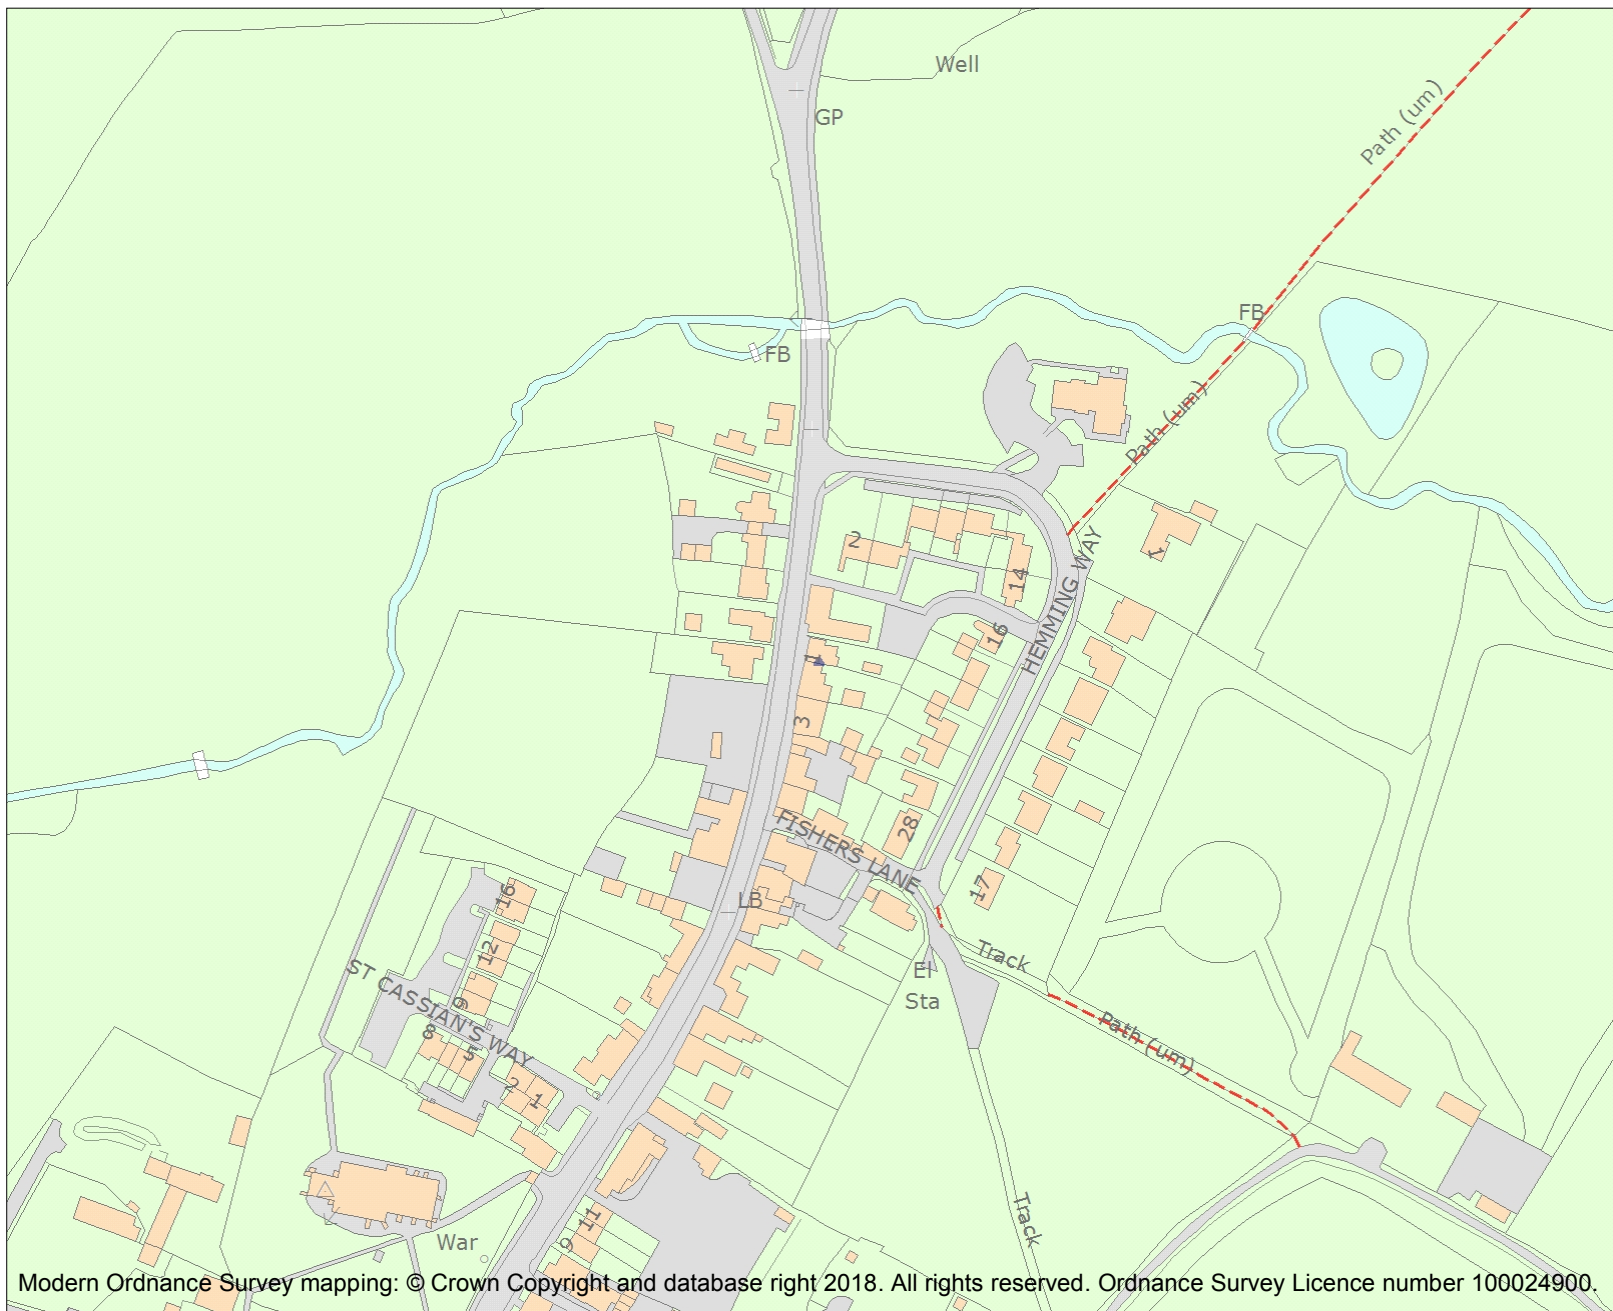 Well
GP
Path (um)
FB
FB
Path (um)
2
1
14
HEMMING WAY
16
1
3
FISHERS LANE
28
17
16
LB
12
Track
El
Sta
ST CASSIAN'S WAY
9
8
5
Path (um)
2
1
11
Track
9
War
Modern Ordnance Survey mapping: © Crown Copyright and database right 2018. All rights reserved. Ordnance Survey Licence number 100024900.